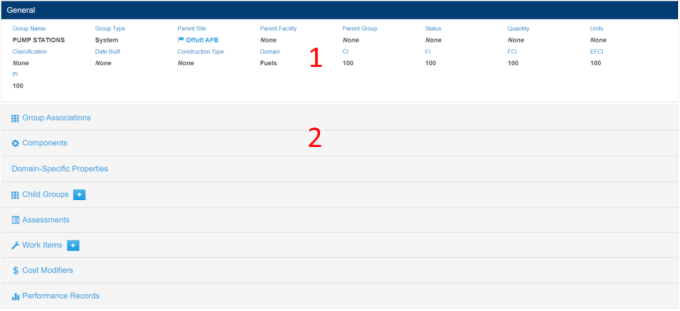 General
Group Name Group Type Parent Site Parent Facility Parent Group Status Quantity Units
PUMP STATIONS System Offutt AFB None None None None None
Classification Date Built Construction Type Domain CI FI FCI EFCI
None None None Fuels 100 100 100 100
PI
100
1
Group Associations
2
Components
Domain-Specific Properties
Child Groups +
Assessments
Work Items +
$ Cost Modifiers
Performance Records